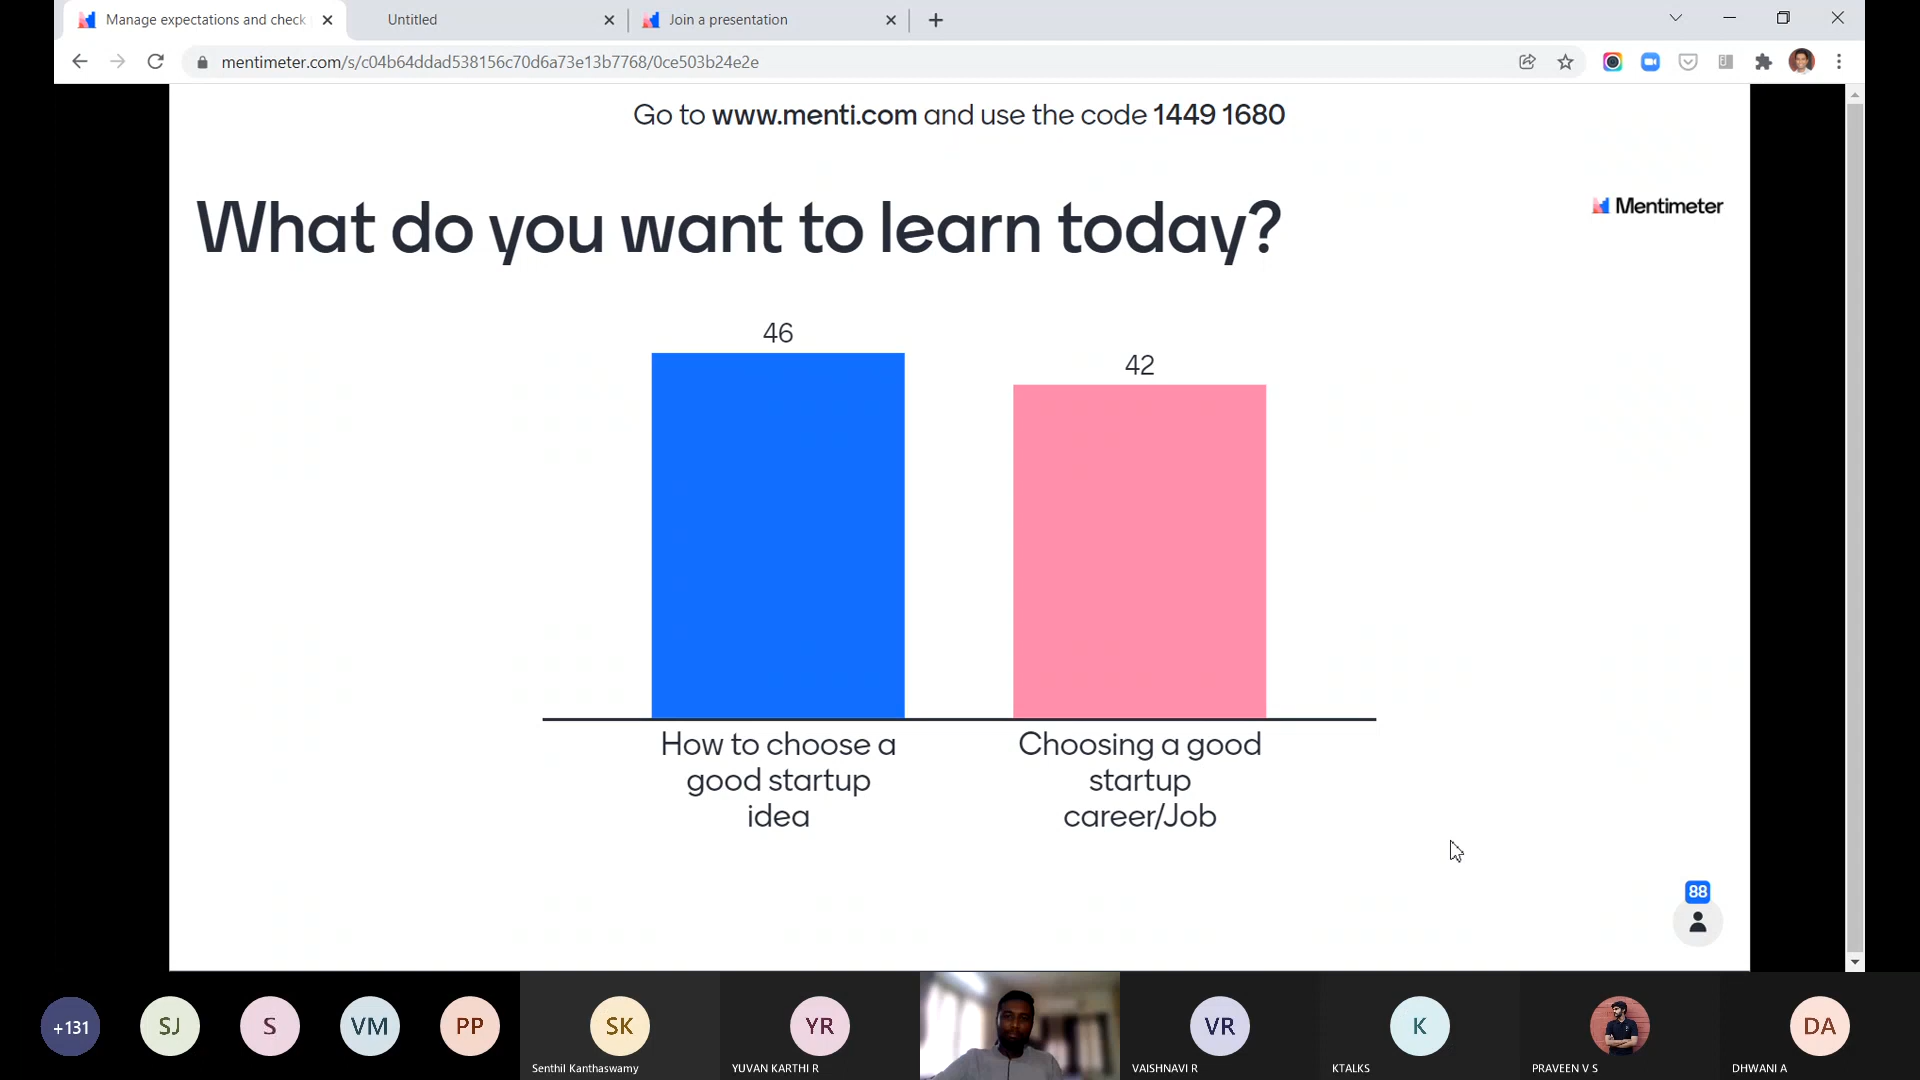 Manage expectations and check
Untitled
Join a presentation
mentimeter.com/s/c04b64ddad538156c70d6a73e13b7768/0ce503b24e2e
Go to www.menti.com and use the code 1449 1680
What do you want to learn today?
Mentimeter
46
42
How to choose a
good startup
idea
Choosing a good
startup
career/Job
88
+131
SJ
S
VM
PP
SK
Senthil Kanthaswamy
YR
YUVAN KARTHI R
VR
VAISHNAVI R
K
KTALKS
PRAVEEN V S
DA
DHWANI A